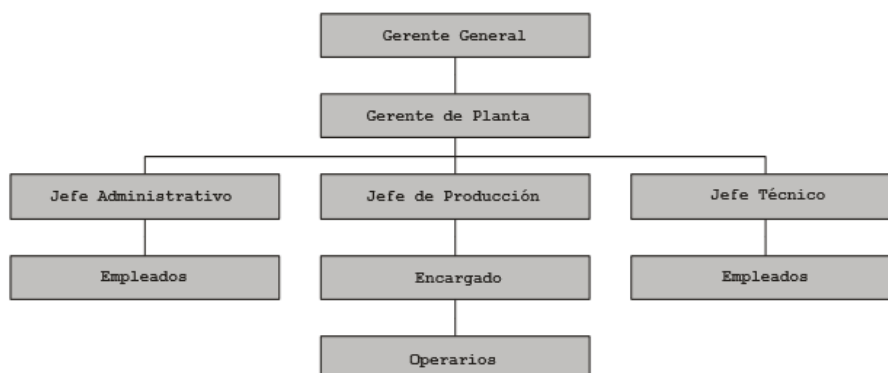 Gerente General
Gerente de Planta
Jefe Administrativo
Jefe de Producción
Jefe Técnico
Empleados
Encargado
Empleados
Operarios